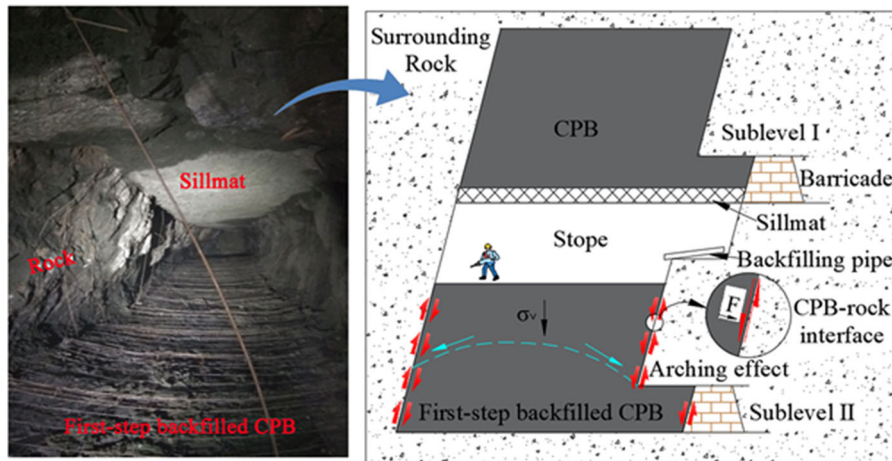 Sillmat
Rock
First-step backfilled CPB
Surrounding
Rock
CPB
Sublevel I
Barricade
Sillmat
Stope
Backfilling pipe
σv
F
CPB-rock
interface
Arching effect
First-step backfilled CPB
Sublevel II